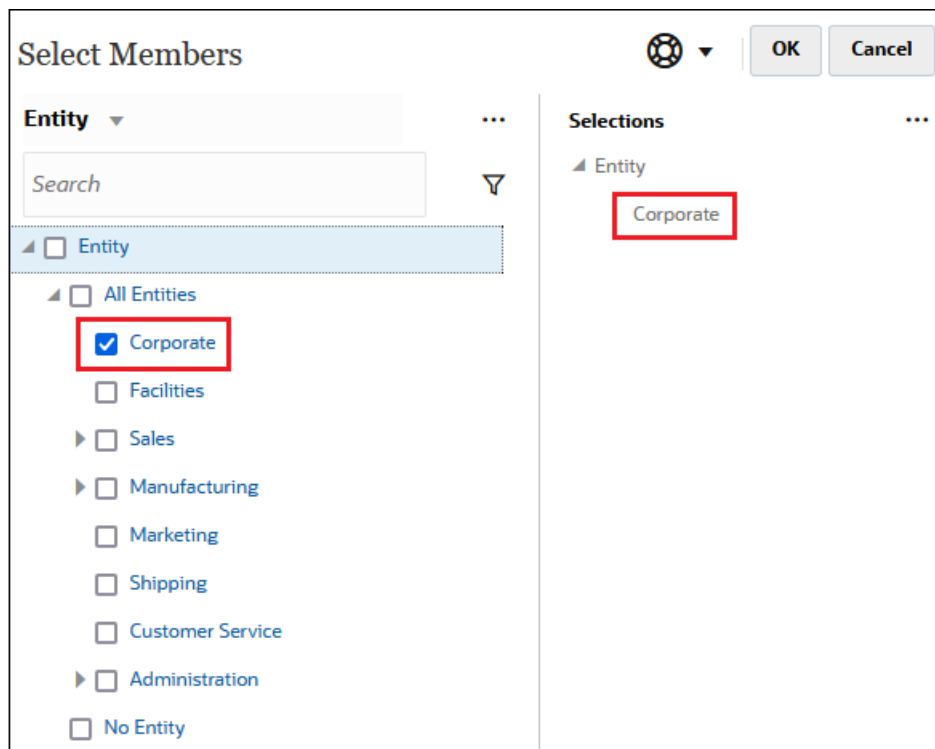 Select Members
OK
Cancel
Entity
Search
Entity
All Entities
Corporate
Facilities
Sales
Manufacturing
Marketing
Shipping
Customer Service
Administration
No Entity
Selections
Entity
Corporate